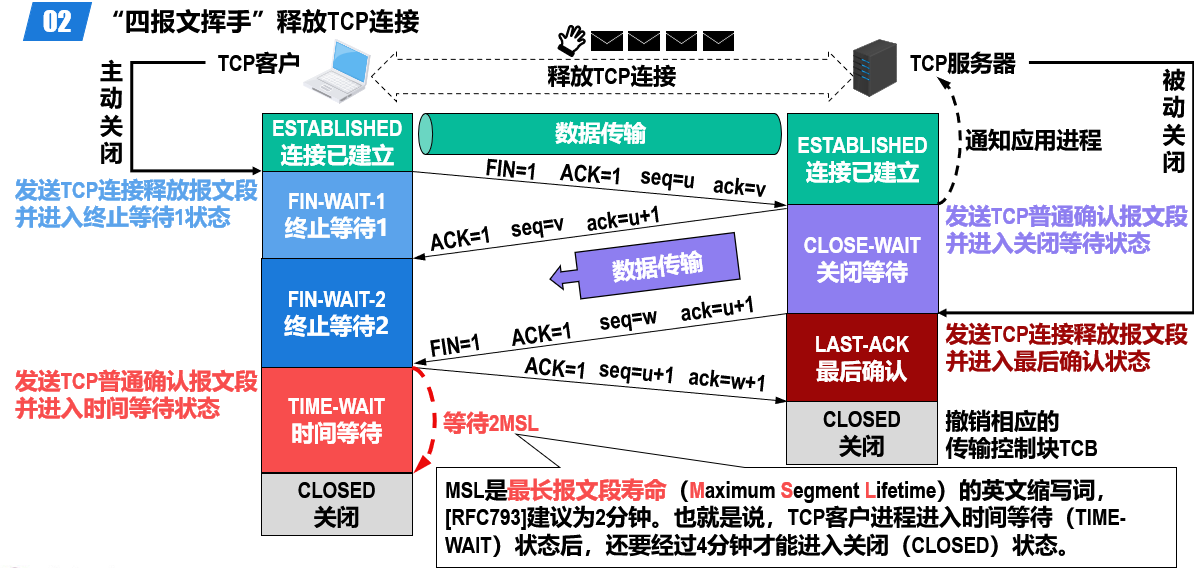 02 “四报文挥手”释放TCP连接
TCP客户
释放TCP连接
TCP服务器
主动关闭
被动关闭
ESTABLISHED
连接已建立
数据传输
ESTABLISHED
连接已建立
通知应用进程
FIN=1 ACK=1 seq=u ack=v
发送TCP连接释放报文段
并进入终止等待1状态
FIN-WAIT-1
终止等待1
ACK=1 seq=v ack=u+1
CLOSE-WAIT
关闭等待
发送TCP普通确认报文段
并进入关闭等待状态
数据传输
FIN-WAIT-2
终止等待2
FIN=1 ACK=1 seq=w ack=u+1
LAST-ACK
最后确认
发送TCP连接释放报文段
并进入最后确认状态
ACK=1 seq=u+1 ack=w+1
发送TCP普通确认报文段
并进入时间等待状态
TIME-WAIT
时间等待
等待2MSL
CLOSED
关闭
撤销相应的
传输控制块TCB
CLOSED
关闭
MSL是最长报文段寿命（Maximum Segment Lifetime）的英文缩写词，
[RFC793]建议为2分钟。也就是说，TCP客户进程进入时间等待（TIME-
WAIT）状态后，还要经过4分钟才能进入关闭（CLOSED）状态。